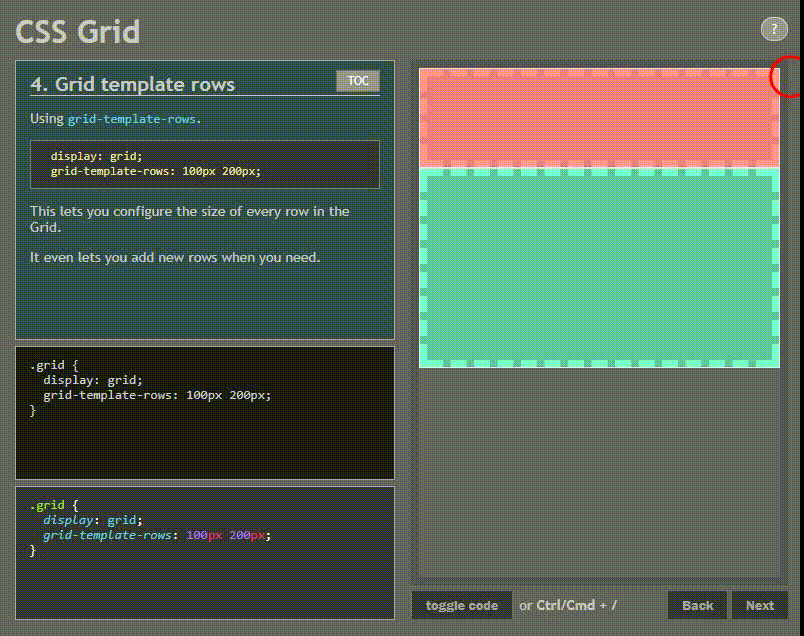 CSS Grid
?
4. Grid template rows
TOC
Using grid-template-rows.
display: grid;
grid-template-rows: 100px 200px;
This lets you configure the size of every row in the
Grid.
It even lets you add new rows when you need.
.grid {
display: grid;
grid-template-rows: 100px 200px;
}
.grid {
display: grid;
grid-template-rows: 100px 200px;
}
toggle code or Ctrl/Cmd + /
Back
Next